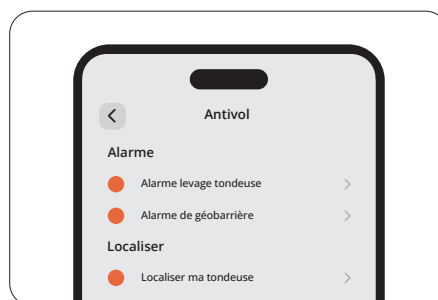 Antivol
Alarme
Alarme levage tondeuse
Alarme de géobarrière
Localiser
Localiser ma tondeuse